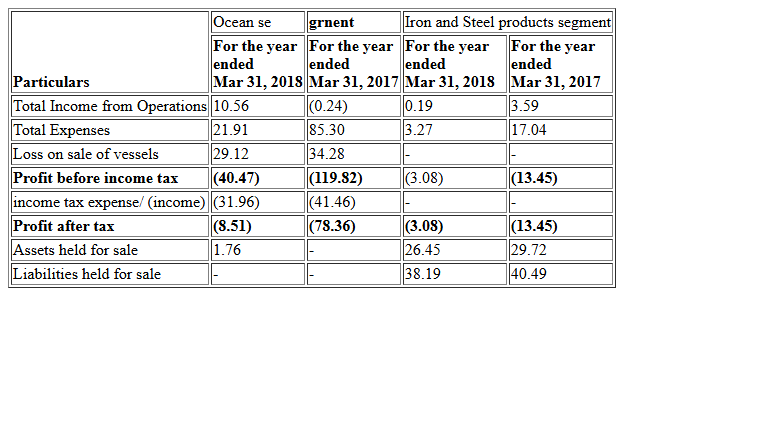 Ocean se grnent Iron and Steel products segment
Particulars For the year ended Mar 31, 2018 For the year ended Mar 31, 2017 For the year ended Mar 31, 2018 For the year ended Mar 31, 2017
Total Income from Operations 10.56 (0.24) 0.19 3.59
Total Expenses 21.91 85.30 3.27 17.04
Loss on sale of vessels 29.12 34.28 - -
Profit before income tax (40.47) (119.82) (3.08) (13.45)
income tax expense/ (income) (31.96) (41.46) - -
Profit after tax (8.51) (78.36) (3.08) (13.45)
Assets held for sale 1.76 - 26.45 29.72
Liabilities held for sale - - 38.19 40.49